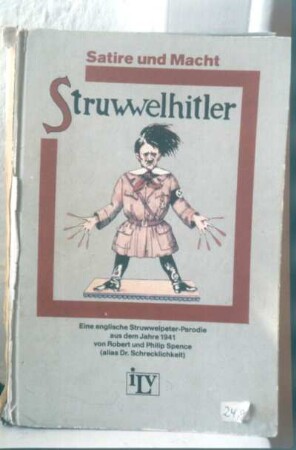 Satire und Macht
Struwwelhitler
Eine englische Struwwelpeter-Parodie
aus dem Jahre 1941
von Robert und Philip Spence
(alias Dr. Schrecklichkeit)
iLV